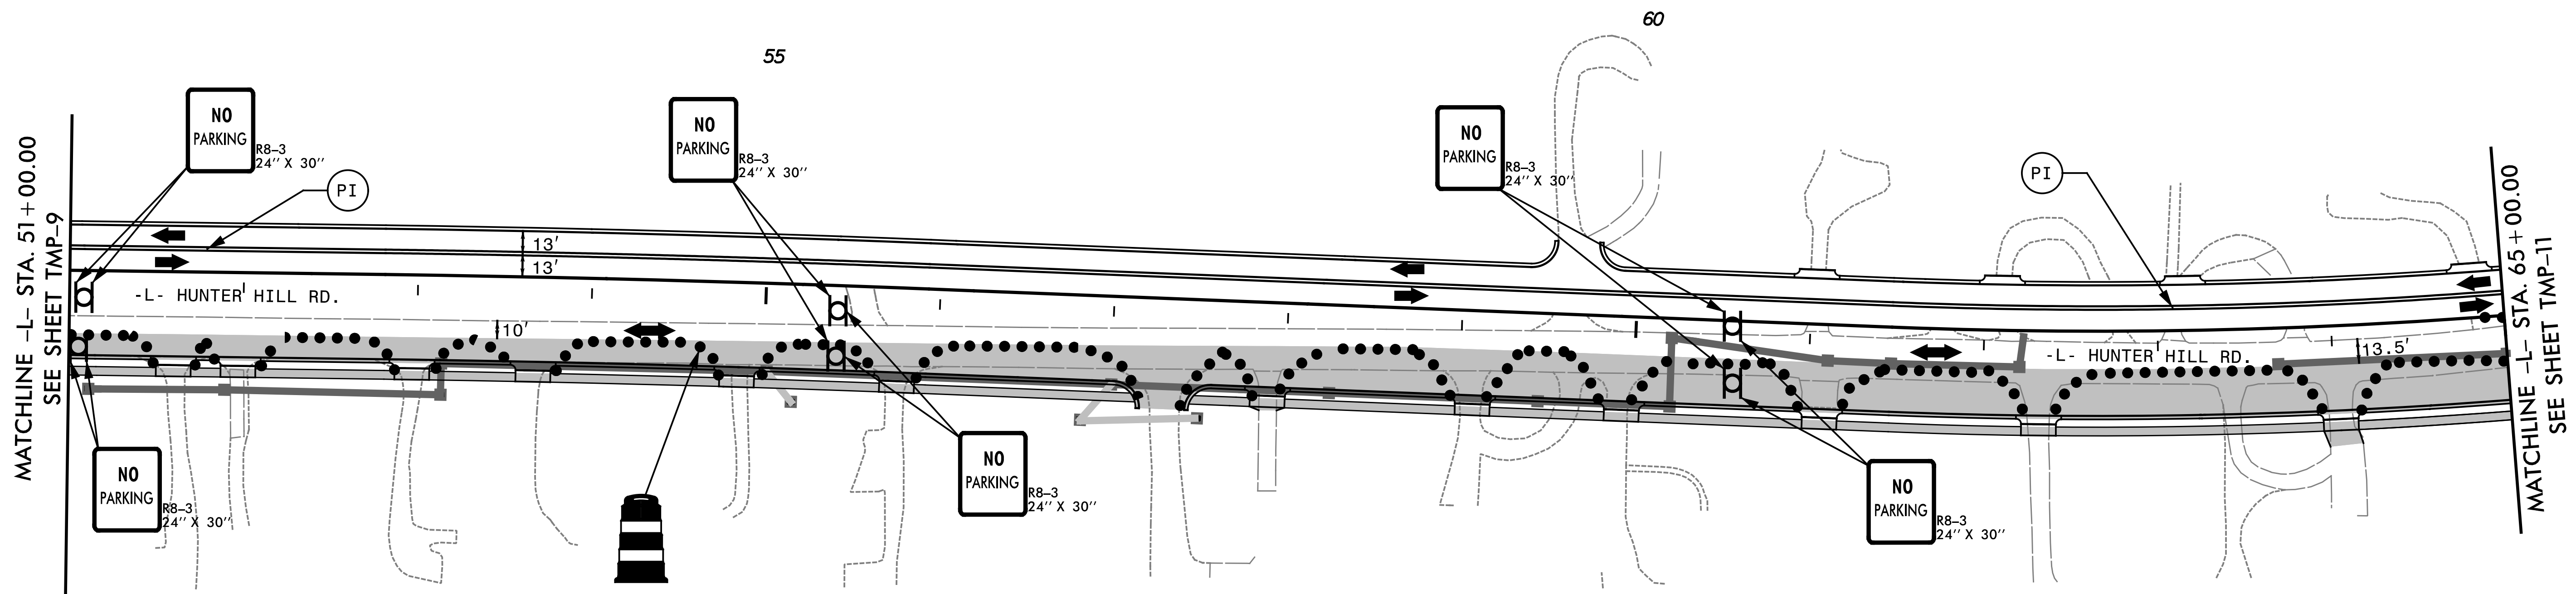 60
55
NO
PARKING
R8-3
24'' X 30''
NO
PARKING
R8-3
24'' X 30''
NO
PARKING
R8-3
24'' X 30''
PI
PI
MATCHLINE -L- STA. 51+00.00
SEE SHEET TMP-9
13'
13'
-L- HUNTER HILL RD.
10'
-L- HUNTER HILL RD.
13.5'
MATCHLINE -L- STA. 65+00.00
SEE SHEET TMP-11
NO
PARKING
R8-3
24'' X 30''
NO
PARKING
R8-3
24'' X 30''
NO
PARKING
R8-3
24'' X 30''